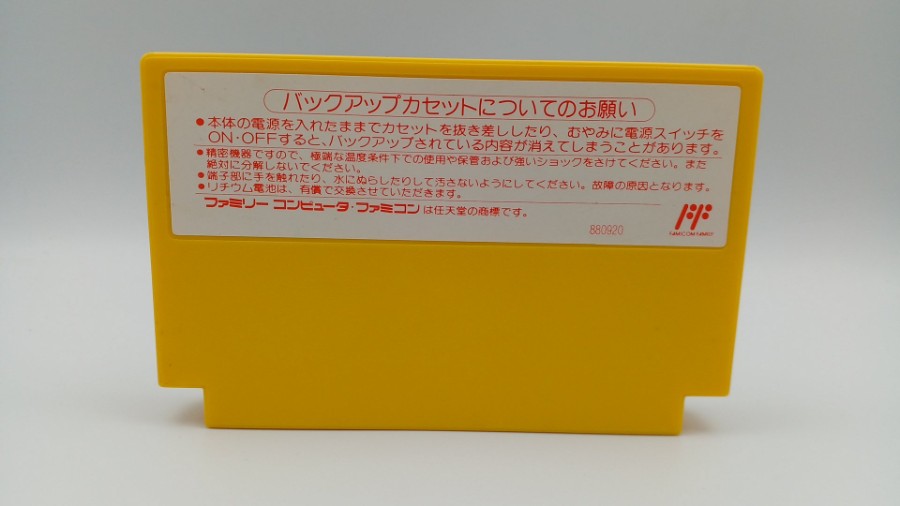 バックアップカセットについてのお願い
●本体の電源を入れたままでカセットを抜き差ししたり、むやみに電源スイッチを
ON・OFFすると、バックアップされている内容が消えてしまうことがあります。
●精密機器ですので、極端な温度条件下での使用や保管および強いショックをさけてください。また
絶対に分解しないでください。
●端子部に手を触れたり、水にぬらしたりして汚さないようにしてください。故障の原因となります。
●リチウム電池は、有償で交換させていただきます。
ファミリー コンピュータ・ファミコンは任天堂の商標です。
880920
FF
FAMICOM FAMILY